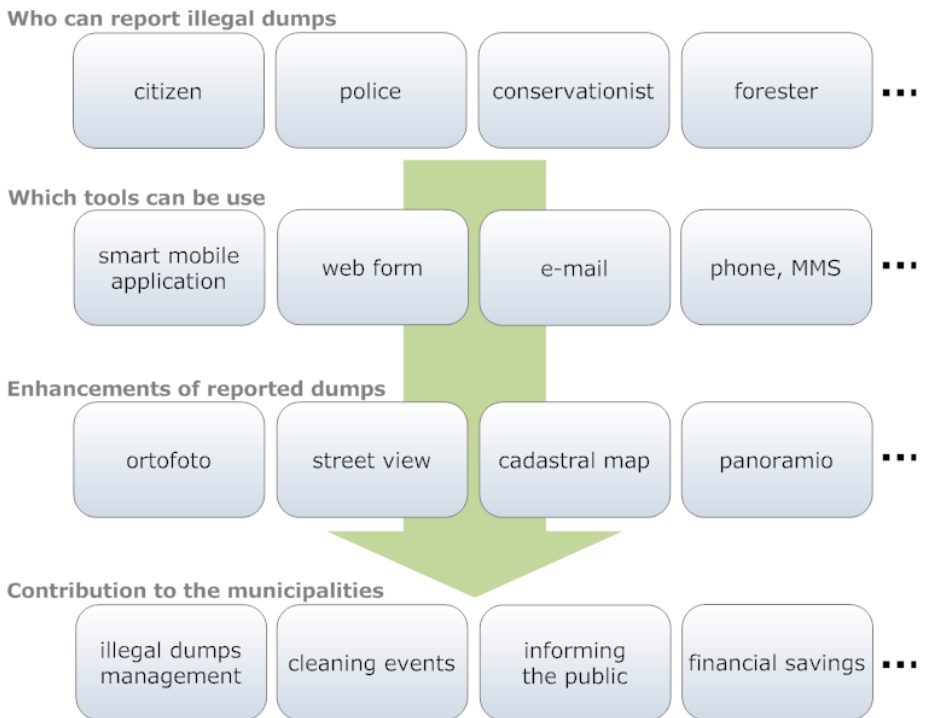 Who can report illegal dumps
citizen
police
conservationist
forester
...
Which tools can be use
smart mobile
application
web form
e-mail
phone, MMS
...
Enhancements of reported dumps
ortofoto
street view
cadastral map
panoramio
...
Contribution to the municipalities
illegal dumps
management
cleaning events
informing
the public
financial savings
...